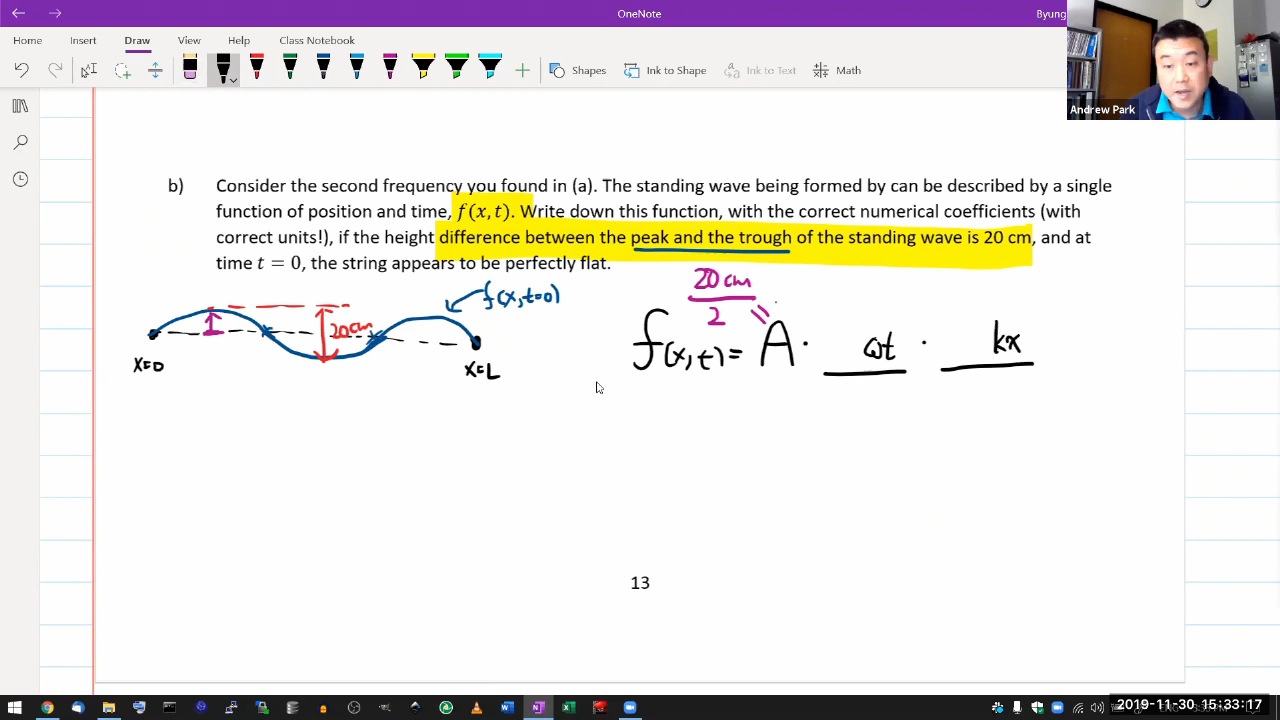 OneNote
Byung
Home Insert Draw View Help Class Notebook
Shapes Ink to Shape Ink to Text Math
Andrew Park
b) Consider the second frequency you found in (a). The standing wave being formed by can be described by a single
function of position and time, f(x, t). Write down this function, with the correct numerical coefficients (with
correct units!), if the height difference between the peak and the trough of the standing wave is 20 cm, and at
time t = 0, the string appears to be perfectly flat.
f(x,t=0)
20cm
x=0
x=L
20 cm
2
f(x,t) = A · ωt · kx
13
2019-11-30 15:33:17